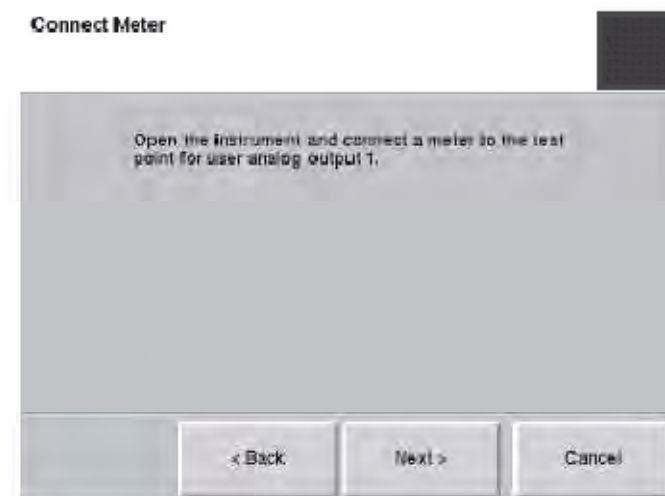 Connect Meter
Open the instrument and connect a meter to the test
point for user analog output 1.
< Back
Next >
Cancel